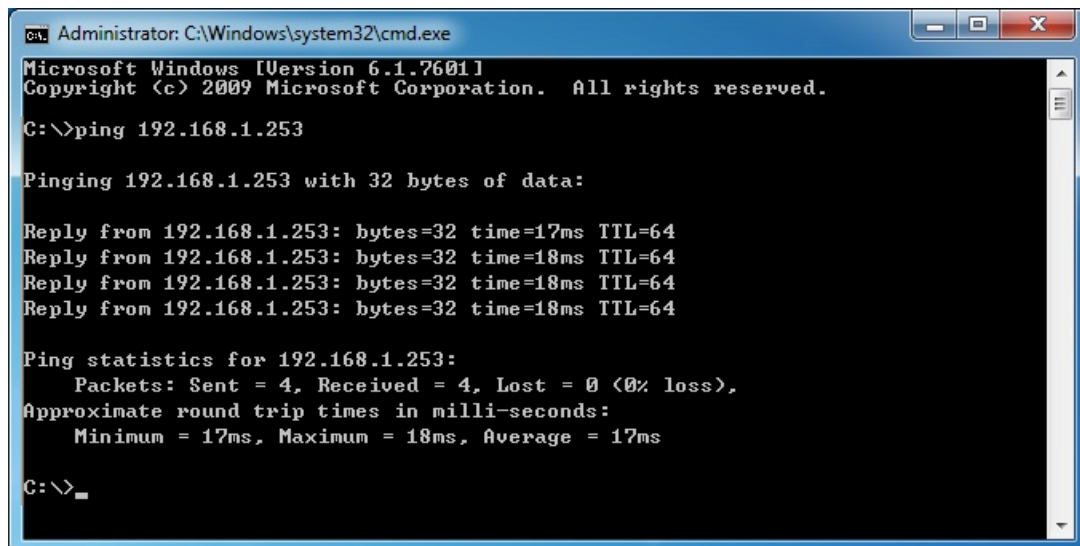 Administrator: C:\Windows\system32\cmd.exe
Microsoft Windows [Version 6.1.7601]
Copyright (c) 2009 Microsoft Corporation.  All rights reserved.
C:\>ping 192.168.1.253
Pinging 192.168.1.253 with 32 bytes of data:
Reply from 192.168.1.253: bytes=32 time=17ms TTL=64
Reply from 192.168.1.253: bytes=32 time=18ms TTL=64
Reply from 192.168.1.253: bytes=32 time=18ms TTL=64
Reply from 192.168.1.253: bytes=32 time=18ms TTL=64
Ping statistics for 192.168.1.253:
    Packets: Sent = 4, Received = 4, Lost = 0 (0% loss),
Approximate round trip times in milli-seconds:
    Minimum = 17ms, Maximum = 18ms, Average = 17ms
C:\>_